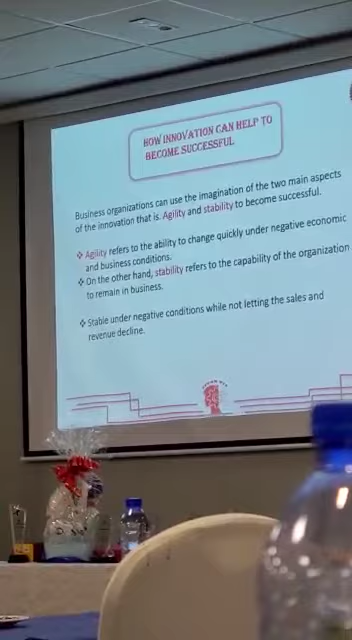 HOW INNOVATION CAN HELP TO
BECOME SUCCESSFUL
Business organizations can use the imagination of the two main aspects
of the innovation that is. Agility and stability to become successful.
❖ Agility refers to the ability to change quickly under negative economic
and business conditions.
❖ On the other hand, stability refers to the capability of the organization
to remain in business.
❖ Stable under negative conditions while not letting the sales and
revenue decline.